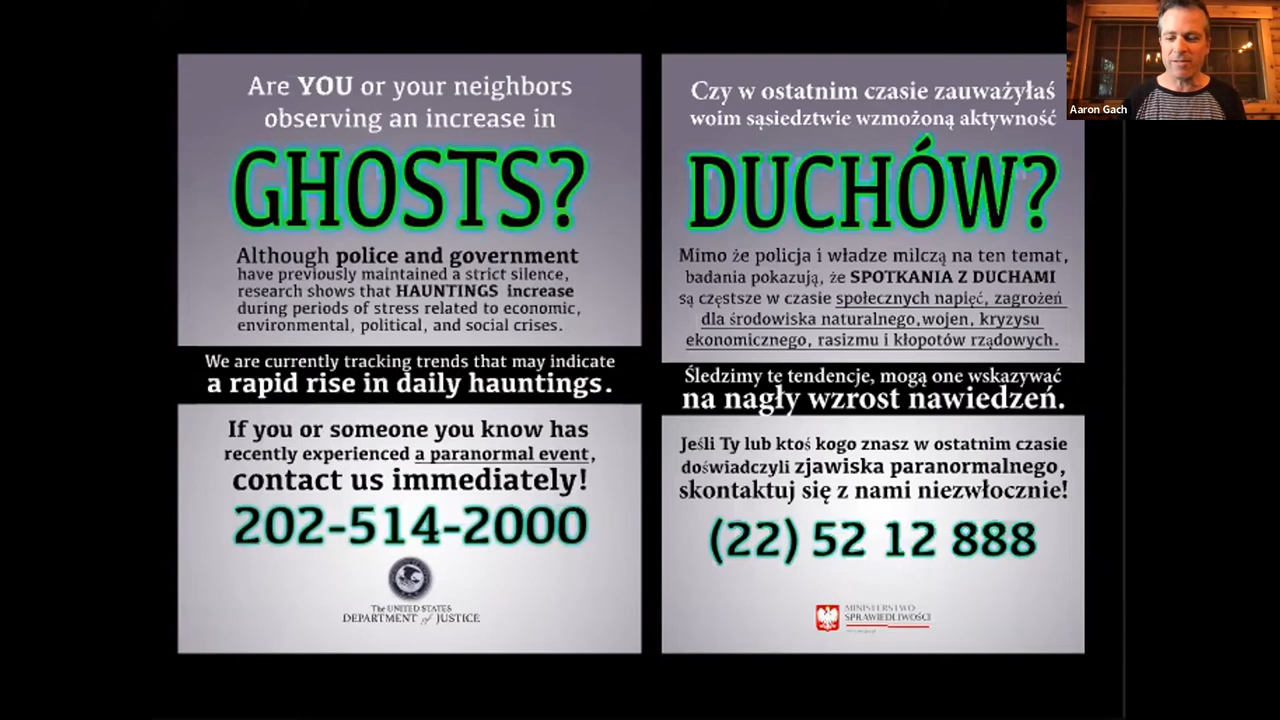 Are YOU or your neighbors
observing an increase in
GHOSTS?
Although police and government
have previously maintained a strict silence,
research shows that HAUNTINGS increase
during periods of stress related to economic,
environmental, political, and social crises.
We are currently tracking trends that may indicate
a rapid rise in daily hauntings.
If you or someone you know has
recently experienced a paranormal event,
contact us immediately!
202-514-2000
The UNITED STATES
DEPARTMENT of JUSTICE
Czy w ostatnim czasie zauważyłaś
woim sąsiedztwie wzmożoną aktywność
DUCHÓW?
Mimo że policja i władze milczą na ten temat,
badania pokazują, że SPOTKANIA Z DUCHAMI
są częstsze w czasie społecznych napięć, zagrożeń
dla środowiska naturalnego,wojen, kryzysu
ekonomicznego, rasizmu i kłopotów rządowych.
Śledzimy te tendencje, mogą one wskazywać
na nagły wzrost nawiedzeń.
Jeśli Ty lub ktoś kogo znasz w ostatnim czasie
doświadczyli zjawiska paranormalnego,
skontaktuj się z nami niezwłocznie!
(22) 52 12 888
MINISTERSTWO
SPRAWIEDLIWOŚCI
Aaron Gach